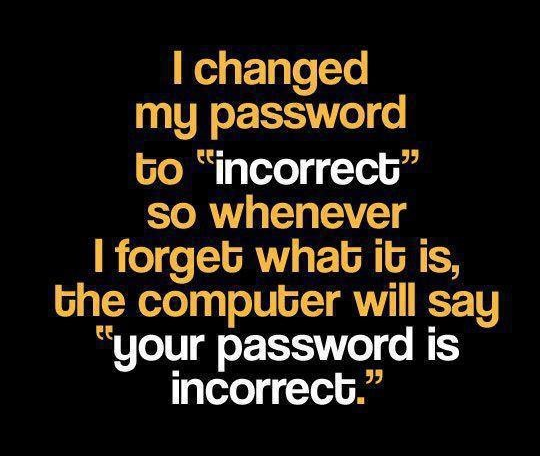 I changed
my password
to “incorrect”
so whenever
I forget what it is,
the computer will say
“your password is
incorrect.”